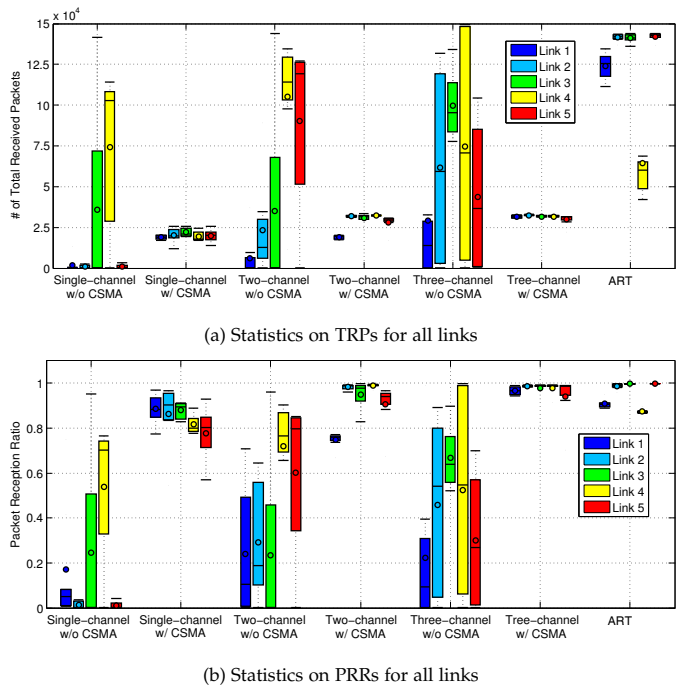 x 10⁴
15
12.5
10
7.5
5
2.5
0
# of Total Received Packets
Link 1
Link 2
Link 3
Link 4
Link 5
Single−channel w/o CSMA
Single−channel w/ CSMA
Two−channel w/o CSMA
Two−channel w/ CSMA
Three−channel w/o CSMA
Tree−channel w/ CSMA
ART
(a) Statistics on TRPs for all links
1
0.8
0.6
0.4
0.2
0
Packet Reception Ratio
Link 1
Link 2
Link 3
Link 4
Link 5
Single−channel w/o CSMA
Single−channel w/ CSMA
Two−channel w/o CSMA
Two−channel w/ CSMA
Three−channel w/o CSMA
Tree−channel w/ CSMA
ART
(b) Statistics on PRRs for all links